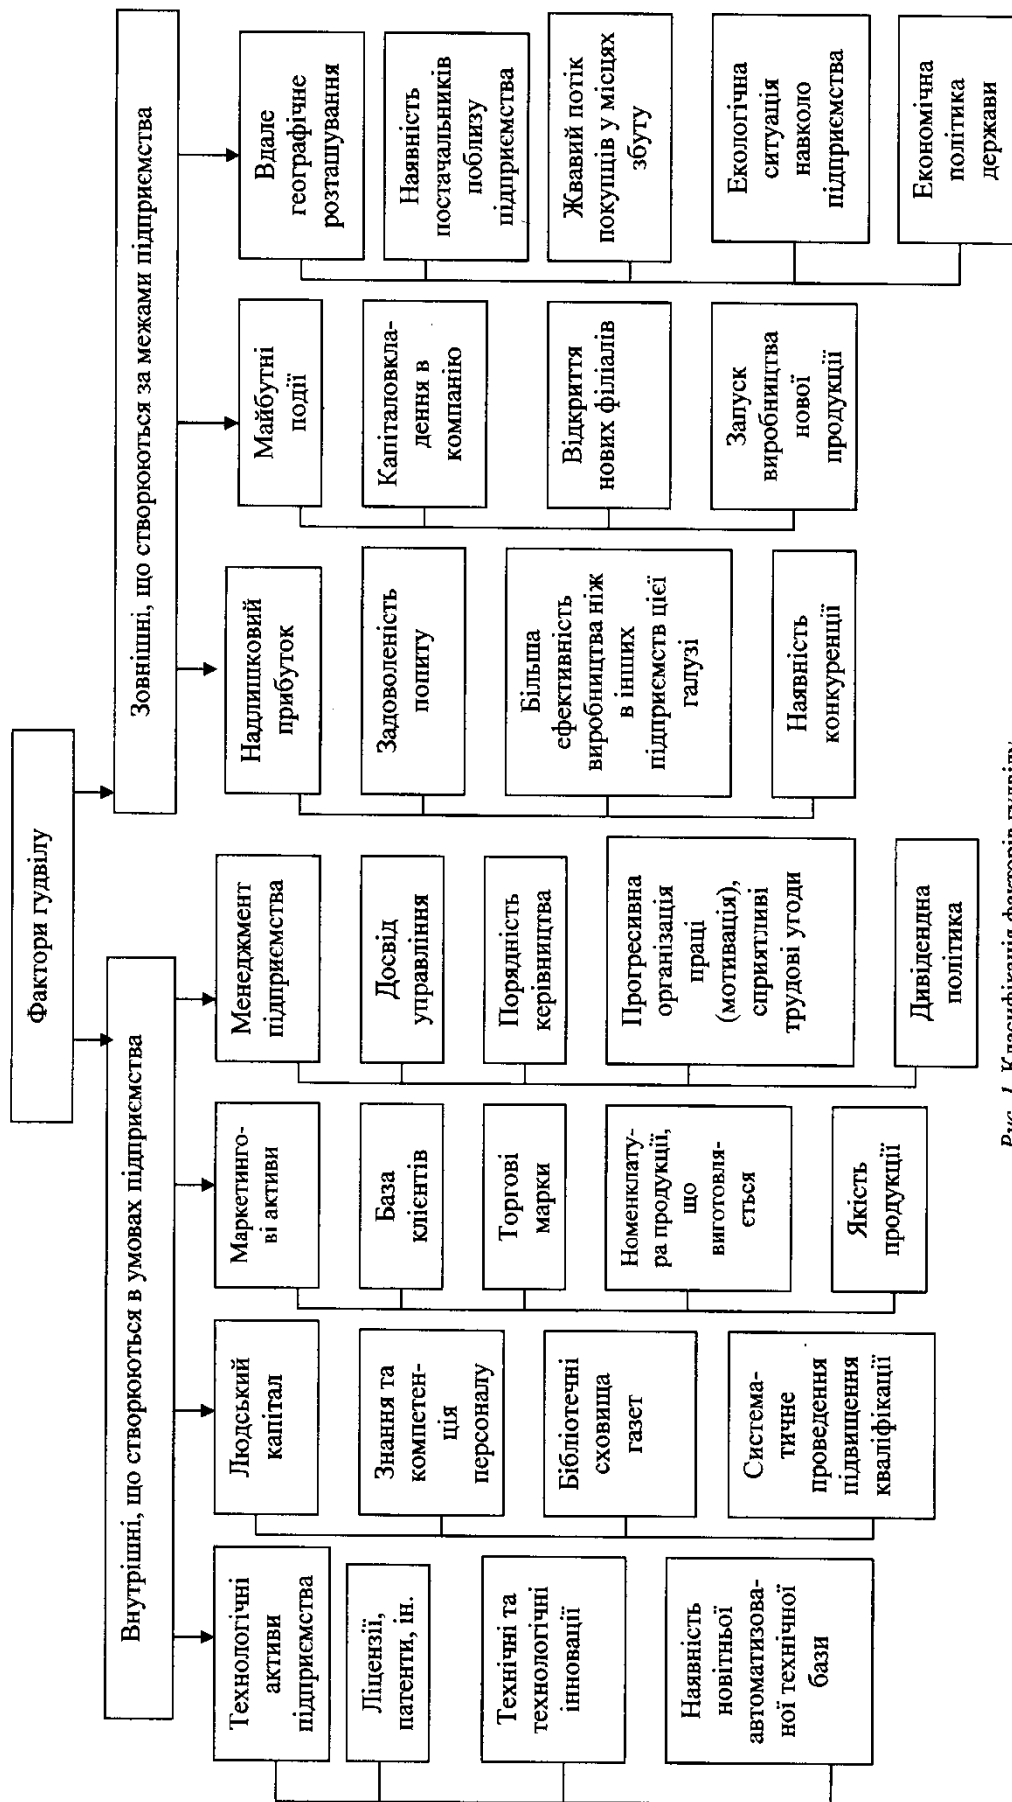 Фактори гудвілу
Внутрішні, що створюються в умовах підприємства
Зовнішні, що створюються за межами підприємства
Технологічні
активи
підприємства
Ліцензії,
патенти, ін.
Технічні та
технологічні
інновації
Наявність
новітньої
автоматизова-
ної технічної
бази
Людський
капітал
Знання та
компетен-
ція
персоналу
Бібліотечні
сховища
газет
Система-
тичне
проведення
підвищення
кваліфікації
Маркетинго-
ві активи
База
клієнтів
Торгові
марки
Номенклату-
ра продукції,
що
виготовля-
ється
Якість
продукції
Менеджмент
підприємства
Досвід
управління
Порядність
керівництва
Прогресивна
організація
праці
(мотивація),
сприятливі
трудові угоди
Дивідендна
політика
Надлишковий
прибуток
Задоволеність
попиту
Більша
ефективність
виробництва ніж
в інших
підприємств цієї
галузі
Наявність
конкуренції
Майбутні
події
Капіталовкла-
дення в
компанію
Відкриття
нових філіалів
Запуск
виробництва
нової
продукції
Вдале
географічне
розташування
Наявність
постачальників
поблизу
підприємства
Жвавий потік
покупців у місцях
збуту
Екологічна
ситуація
навколо
підприємства
Економічна
політика
держави
Рис. 1. Класифікація факторів гудвілу